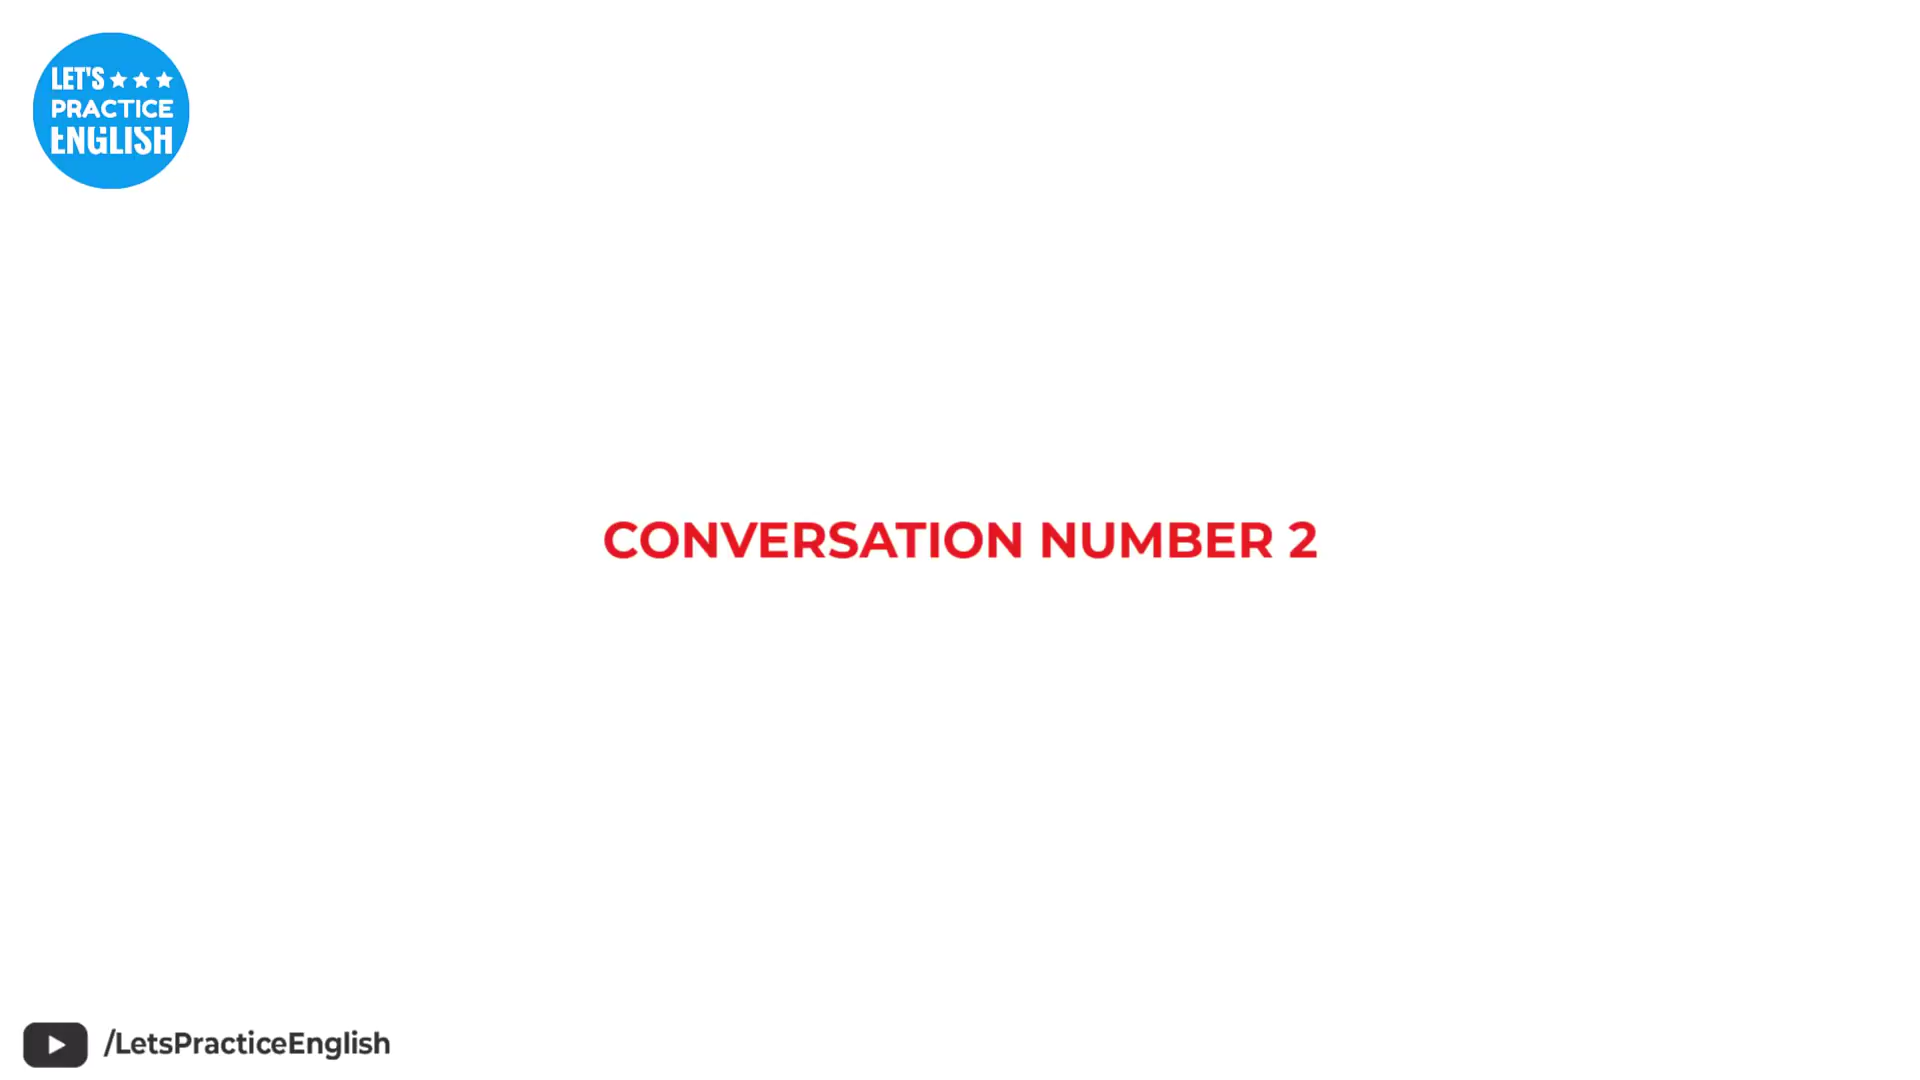 LET'S
PRACTICE
ENGLISH
CONVERSATION NUMBER 2
/LetsPracticeEnglish